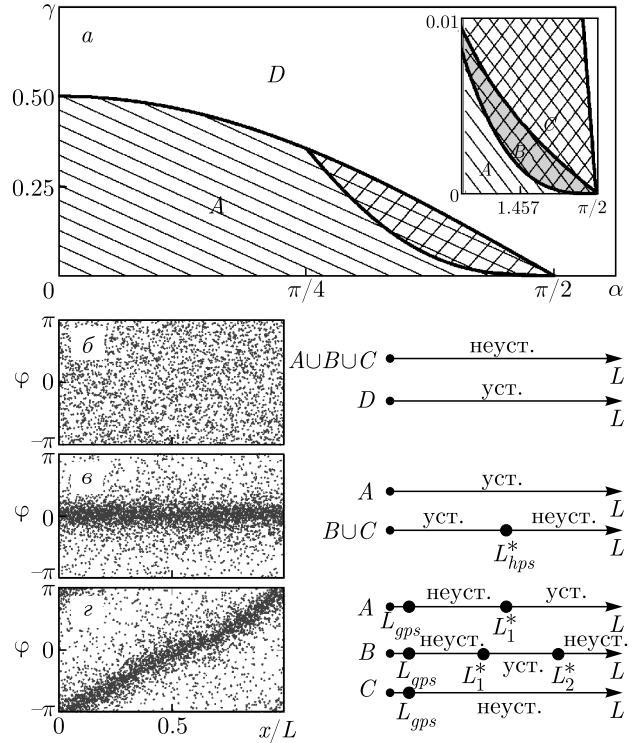 γ
а
D
0.01
0.50
C
B
A
0
1.457
π/2
0.25
A
0
π/4
π/2
α
π
б
φ
0
−π
A∪B∪C
неуст.
L
D
уст.
L
π
в
φ
0
−π
A
уст.
L
B∪C
уст.
неуст.
L*hps
L
π
г
φ
0
−π
0
0.5
x/L
A
неуст.
уст.
Lgps
L*1
L
B
неуст.
неуст.
Lgps
L*1
уст.
L*2
L
C
Lgps
неуст.
L